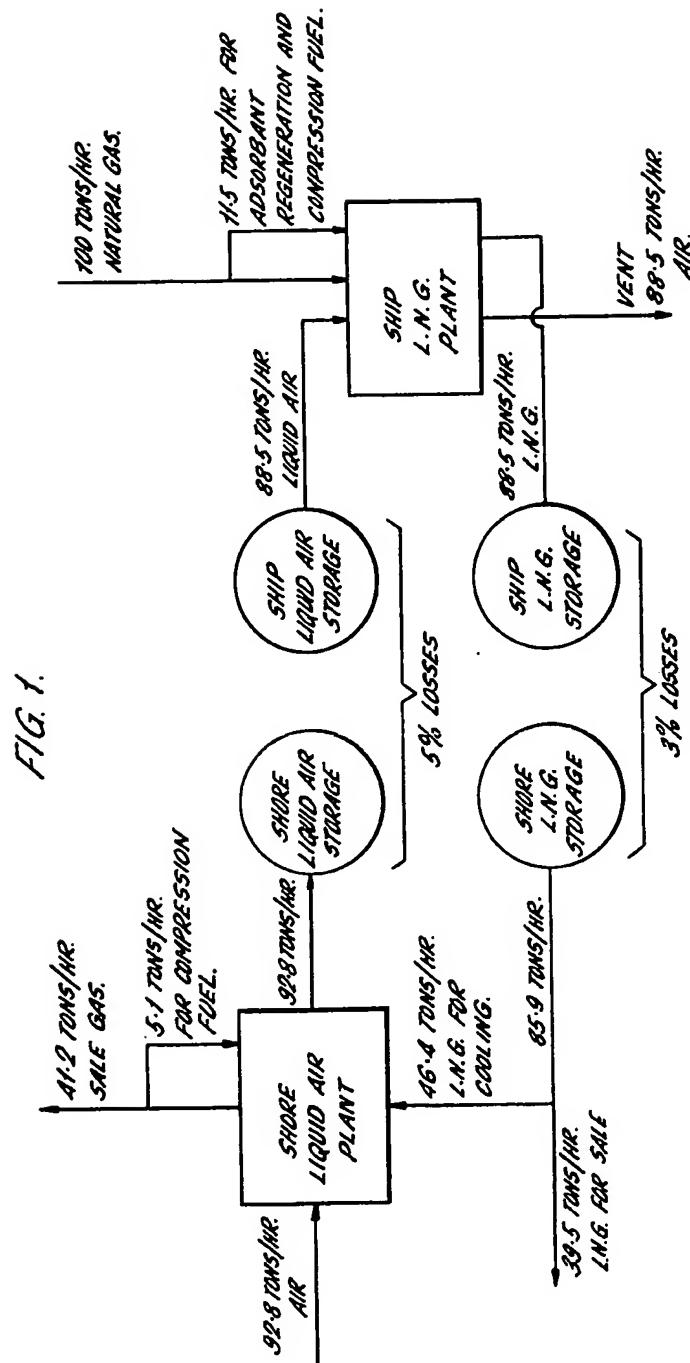 FIG. 1.
41·2 TONS/HR.
SALE GAS.
5·1 TONS/HR.
FOR COMPRESSION
FUEL.
100 TONS/HR.
NATURAL GAS.
11·5 TONS/HR. FOR
ADSORBANT
REGENERATION AND
CONPRESSION FUEL.
92·8 TONS/HR.
AIR
SHORE
LIQUID AIR
PLANT
92·8 TONS/HR.
SHORE
LIQUID AIR
STORAGE
SHIP
LIQUID AIR
STORAGE
5% LOSSES
88·5 TONS/HR.
LIQUID AIR
SHIP
L.N.G.
PLANT
46·4 TONS/HR.
L.N.G. FOR
COOLING.
39·5 TONS/HR.
L.N.G. FOR SALE
85·9 TONS/HR.
SHORE
L.N.G.
STORAGE
SHIP
L.N.G.
STORAGE
3% LOSSES
88·5 TONS/HR.
L.N.G.
VENT
88·5 TONS/HR.
AIR.